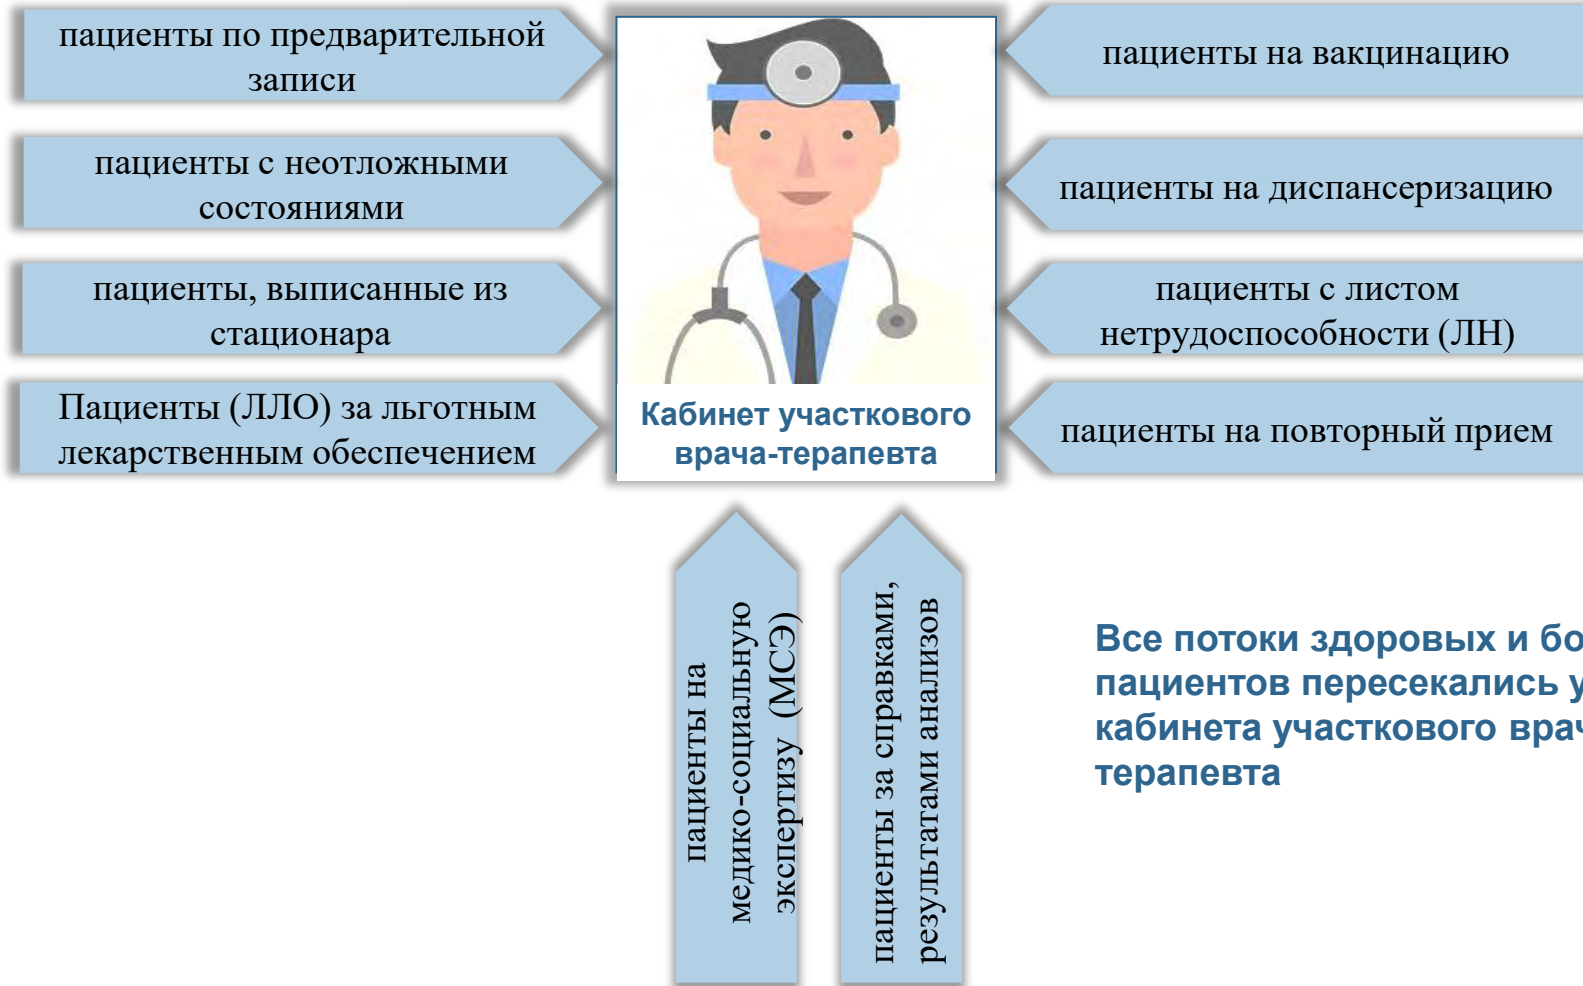 пациенты по предварительной
записи
пациенты с неотложными
состояниями
пациенты, выписанные из
стационара
Пациенты (ЛЛО) за льготным
лекарственным обеспечением
Кабинет участкового
врача-терапевта
пациенты на вакцинацию
пациенты на диспансеризацию
пациенты с листом
нетрудоспособности (ЛН)
пациенты на повторный прием
пациенты на
медико-социальную
экспертизу (МСЭ)
пациенты за справками,
результатами анализов
Все потоки здоровых и
пациентов пересекались у
кабинета участкового
терапевта